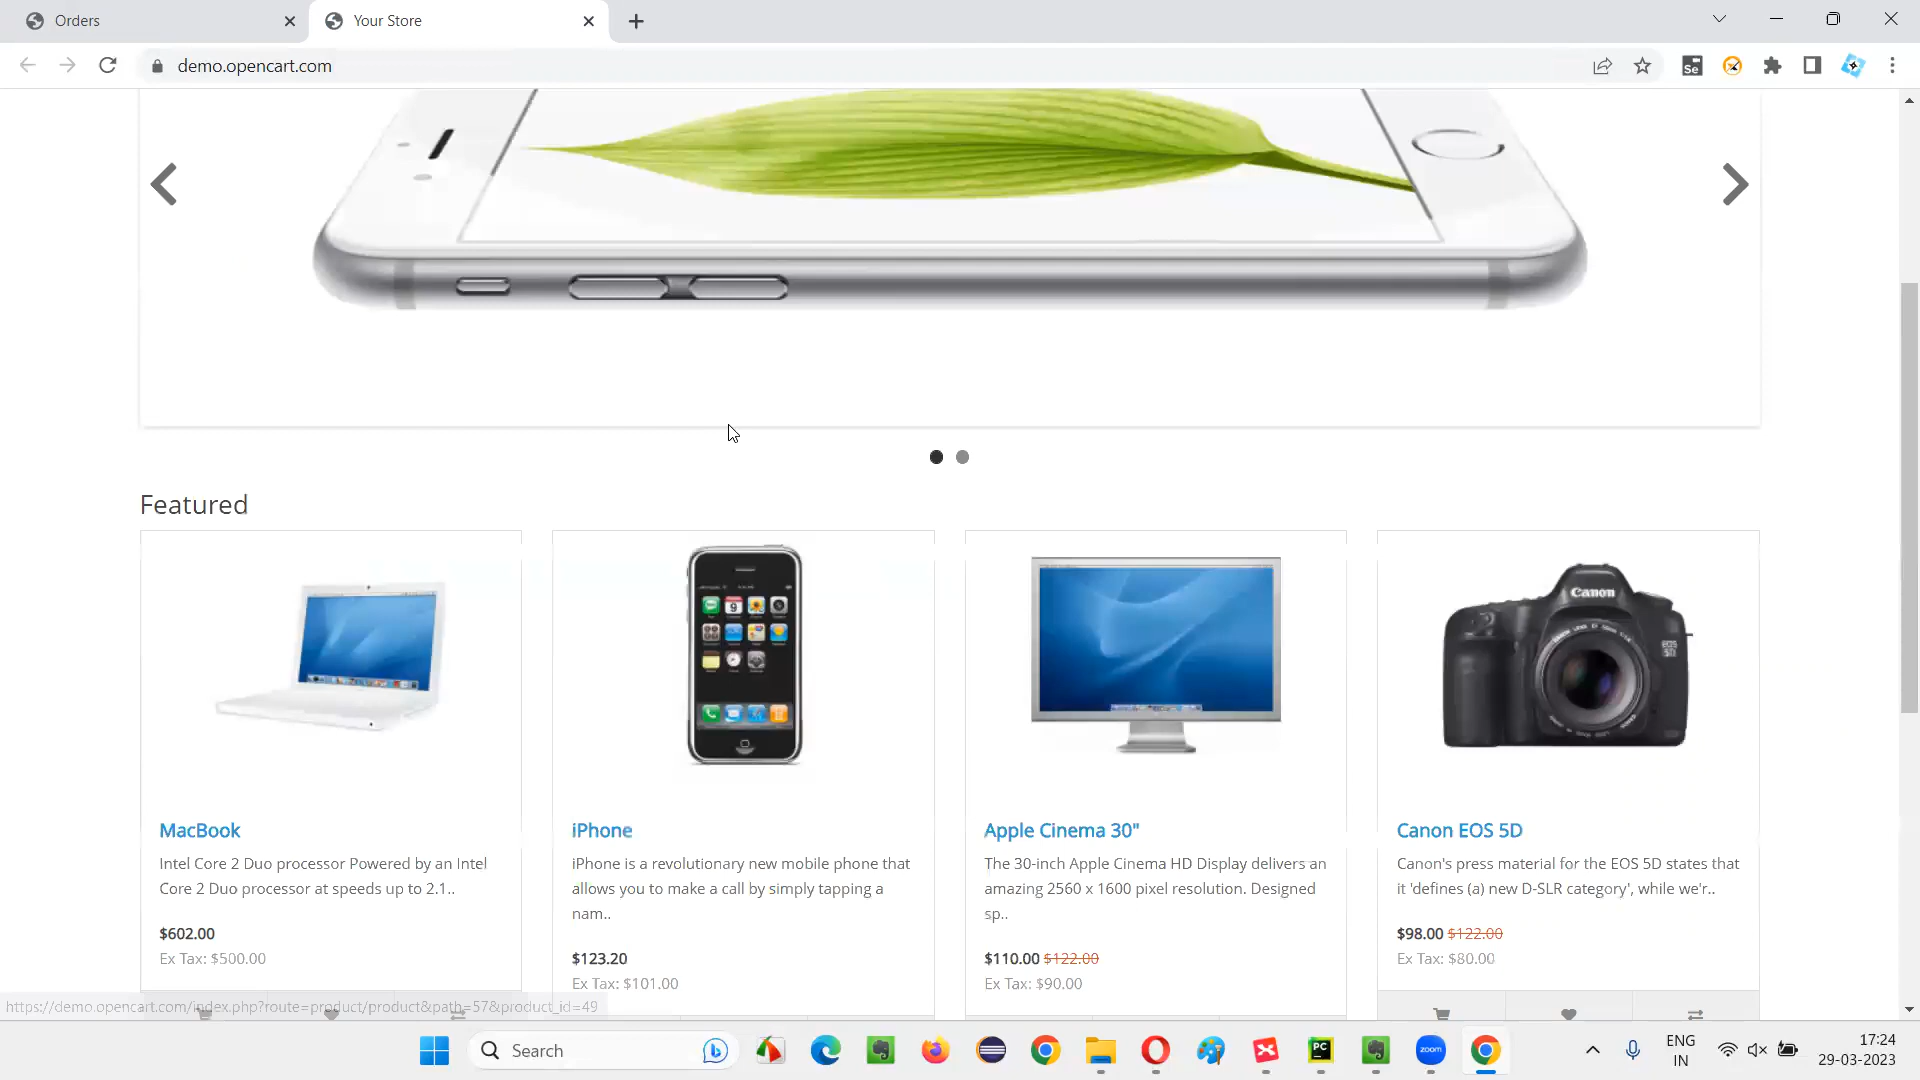 Orders
Your Store
demo.opencart.com
Se
Featured
Canon
MacBook
iPhone
Apple Cinema 30"
Canon EOS 5D
Intel Core 2 Duo processor Powered by an Intel
Core 2 Duo processor at speeds up to 2.1..
iPhone is a revolutionary new mobile phone that
allows you to make a call by simply tapping a
nam..
The 30-inch Apple Cinema HD Display delivers an
amazing 2560 x 1600 pixel resolution. Designed
sp..
Canon's press material for the EOS 5D states that
it 'defines (a) new D-SLR category', while we'r..
$602.00
Ex Tax: $500.00
$123.20
Ex Tax: $101.00
$110.00 $122.00
Ex Tax: $90.00
$98.00 $122.00
Ex Tax: $80.00
https://demo.opencart.com/index.php?route=product/product&path=57&product_id=49
Search
PC
zoom
ENG
IN
17:24
29-03-2023